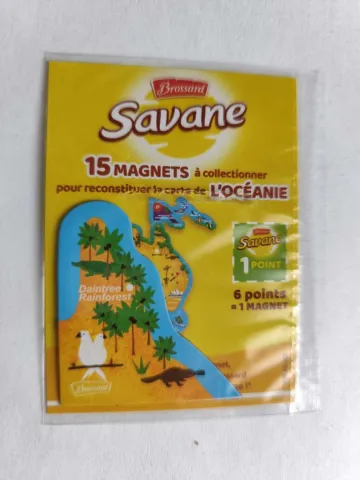 Brossard
Savane
15 MAGNETS à collectionner
pour reconstituer la carte de L'OCÉANIE
Savane
1 POINT
6 points
= 1 MAGNET
Daintree
Rainforest
Brossard